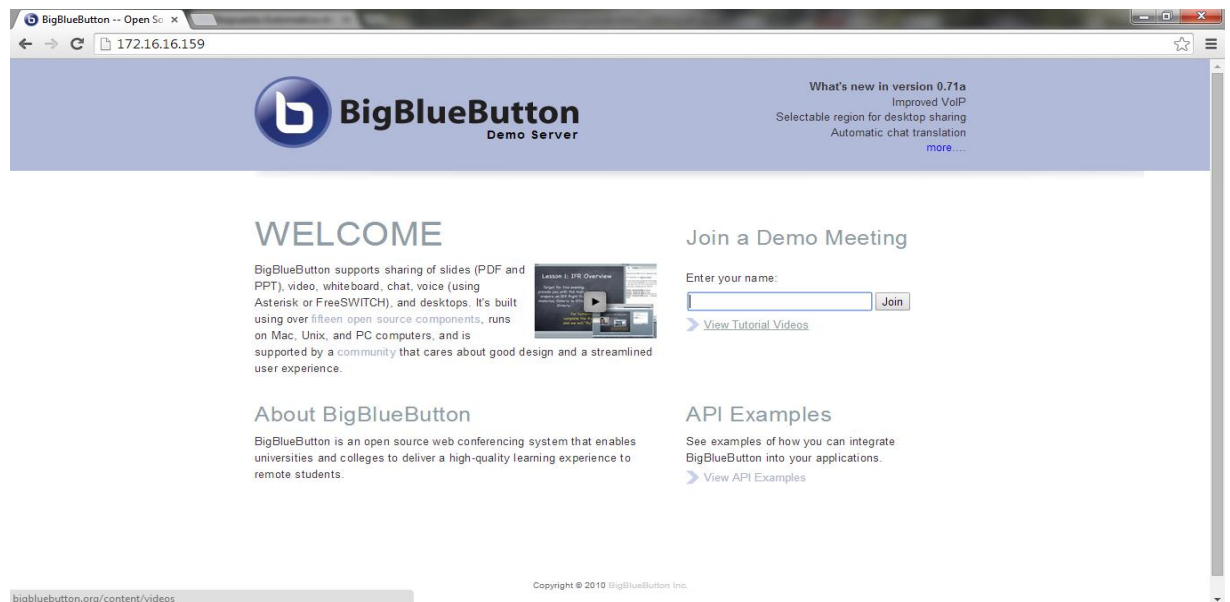 BigBlueButton -- Open So
172.16.16.159
BigBlueButton
Demo Server
What's new in version 0.71a
Improved VoIP
Selectable region for desktop sharing
Automatic chat translation
more....
WELCOME
BigBlueButton supports sharing of slides (PDF and
PPT), video, whiteboard, chat, voice (using
Asterisk or FreeSWITCH), and desktops. It's built
using over fifteen open source components, runs
on Mac, Unix, and PC computers, and is
supported by a community that cares about good design and a streamlined
user experience.
Lesson 1: IFR Overview
Join a Demo Meeting
Enter your name:
Join
View Tutorial Videos
About BigBlueButton
BigBlueButton is an open source web conferencing system that enables
universities and colleges to deliver a high-quality learning experience to
remote students.
API Examples
See examples of how you can integrate
BigBlueButton into your applications.
View API Examples
Copyright © 2010 BigBlueButton Inc.
bigbluebutton.org/content/videos